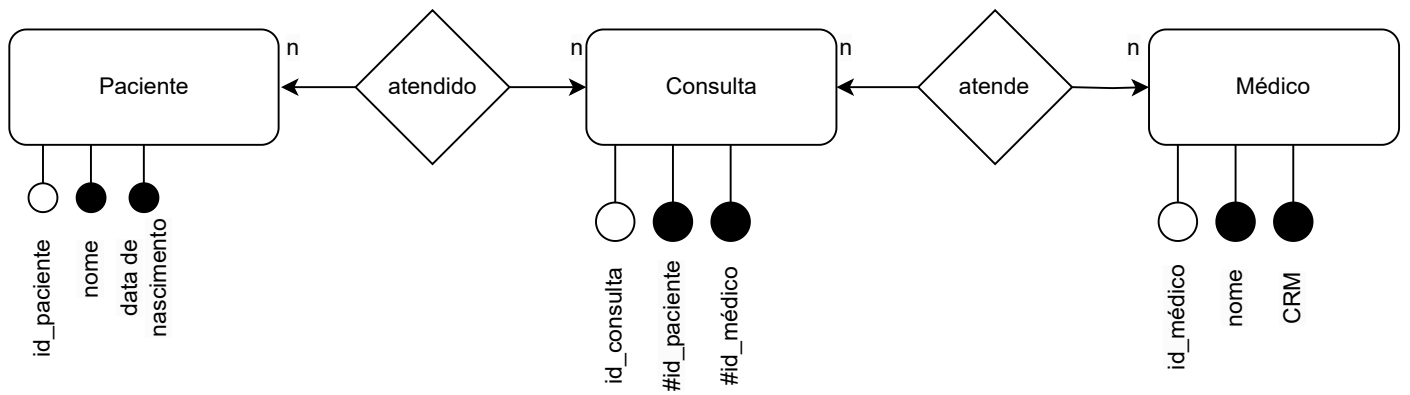 n
n
n
n
Paciente
atendido
Consulta
atende
Médico
id_paciente
nome
data de
nascimento
id_consulta
#id_paciente
#id_médico
id_médico
nome
CRM